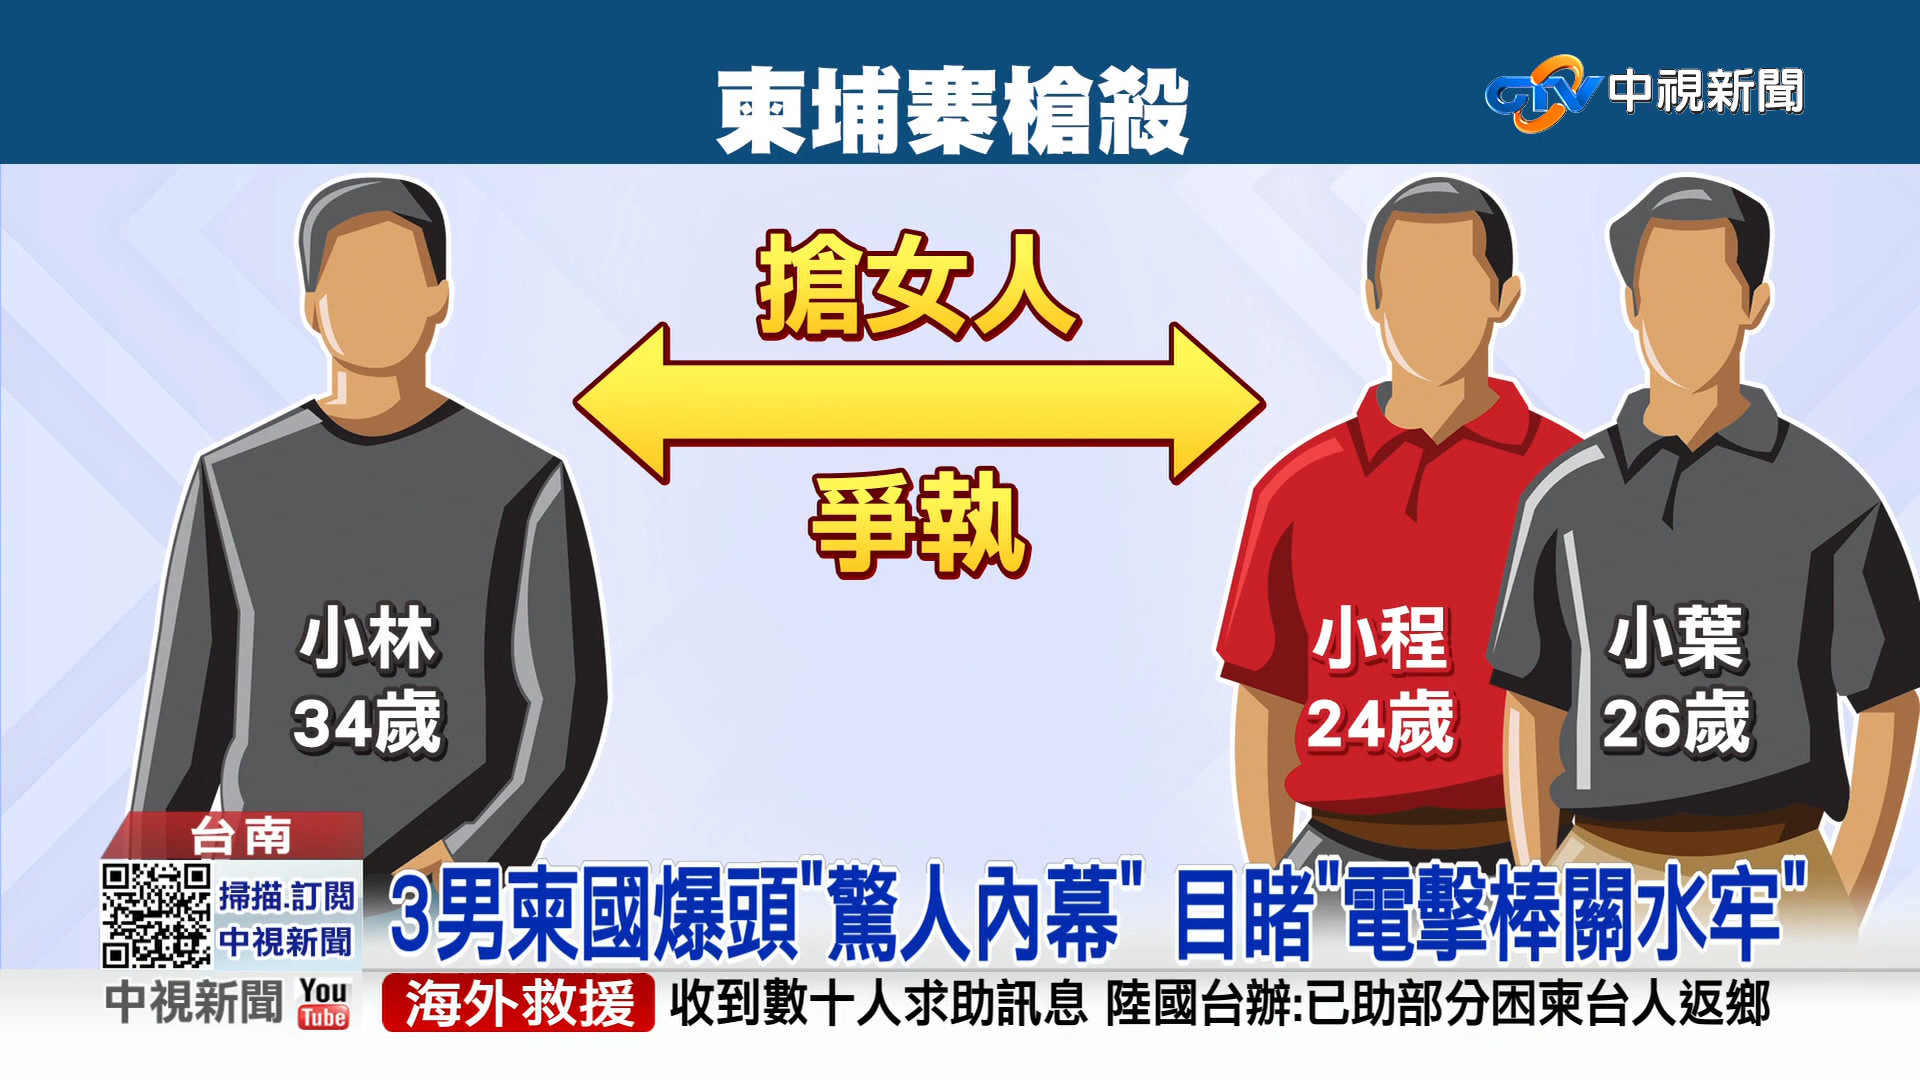 柬埔寨槍殺
CTV中視新聞
搶女人
爭執
小林
34歲
小程
24歲
小葉
26歲
台南
掃描.訂閱
中視新聞
3男柬國爆頭"驚人內幕" 目睹"電擊棒關水牢"
中視新聞 YouTube
海外救援 收到數十人求助訊息 陸國台辦:已助部分困柬台人返鄉